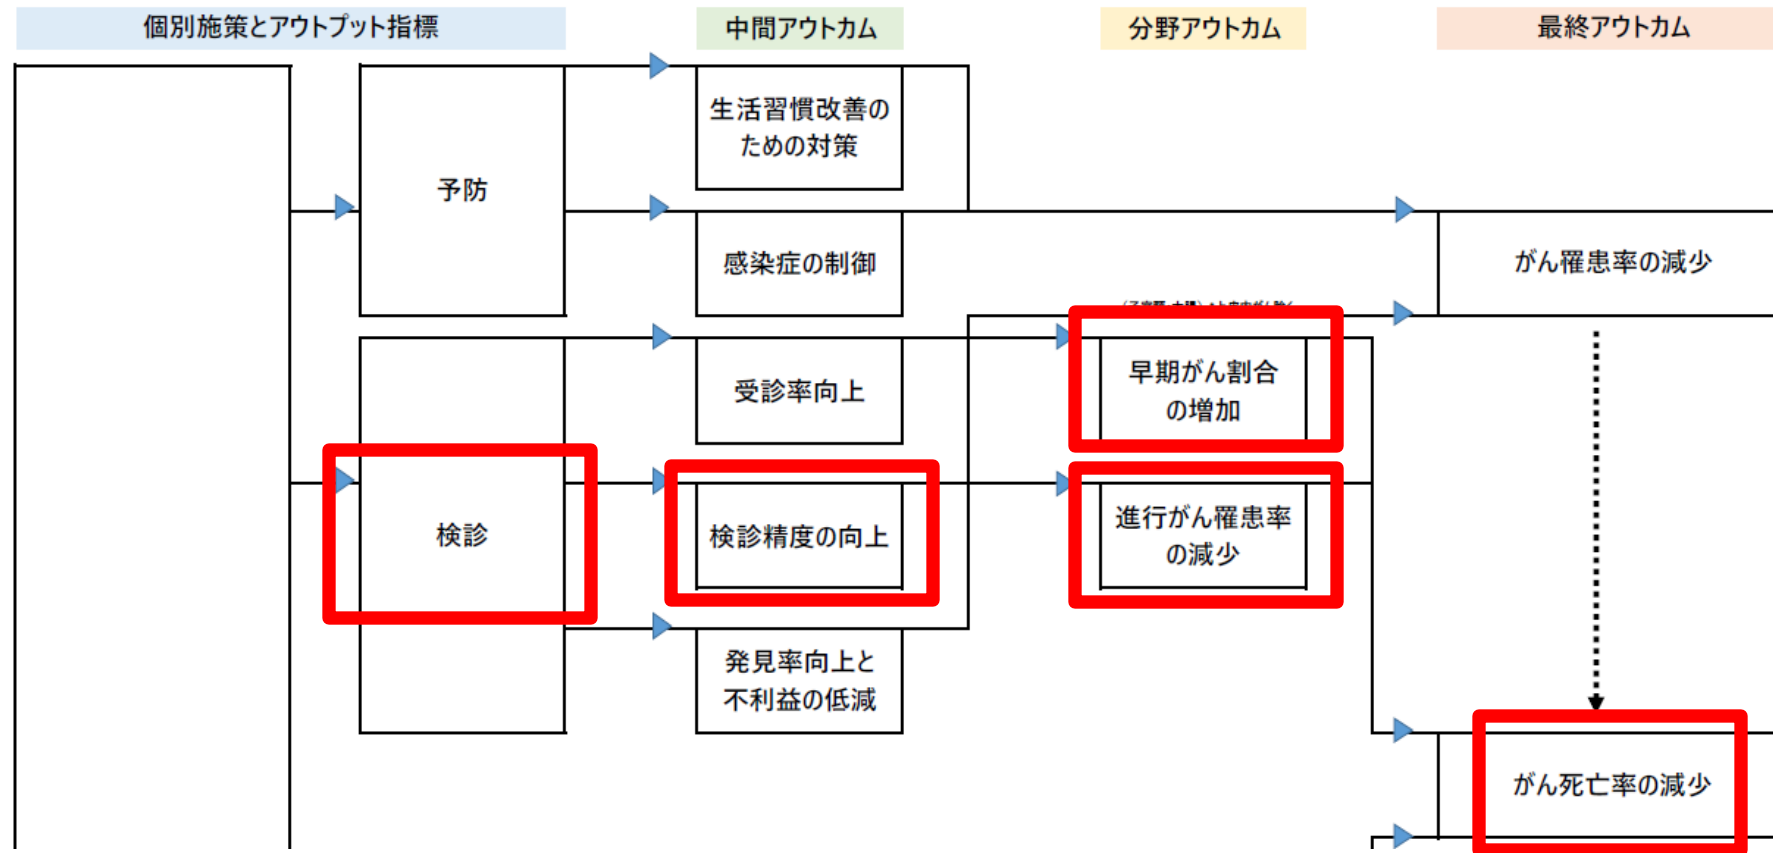 個別施策とアウトプット指標
中間アウトカム
分野アウトカム
最終アウトカム
予防
生活習慣改善の
ための対策
感染症の制御
がん罹患率の減少
検診
受診率向上
早期がん割合
の増加
検診精度の向上
進行がん罹患率
の減少
発見率向上と
不利益の低減
がん死亡率の減少